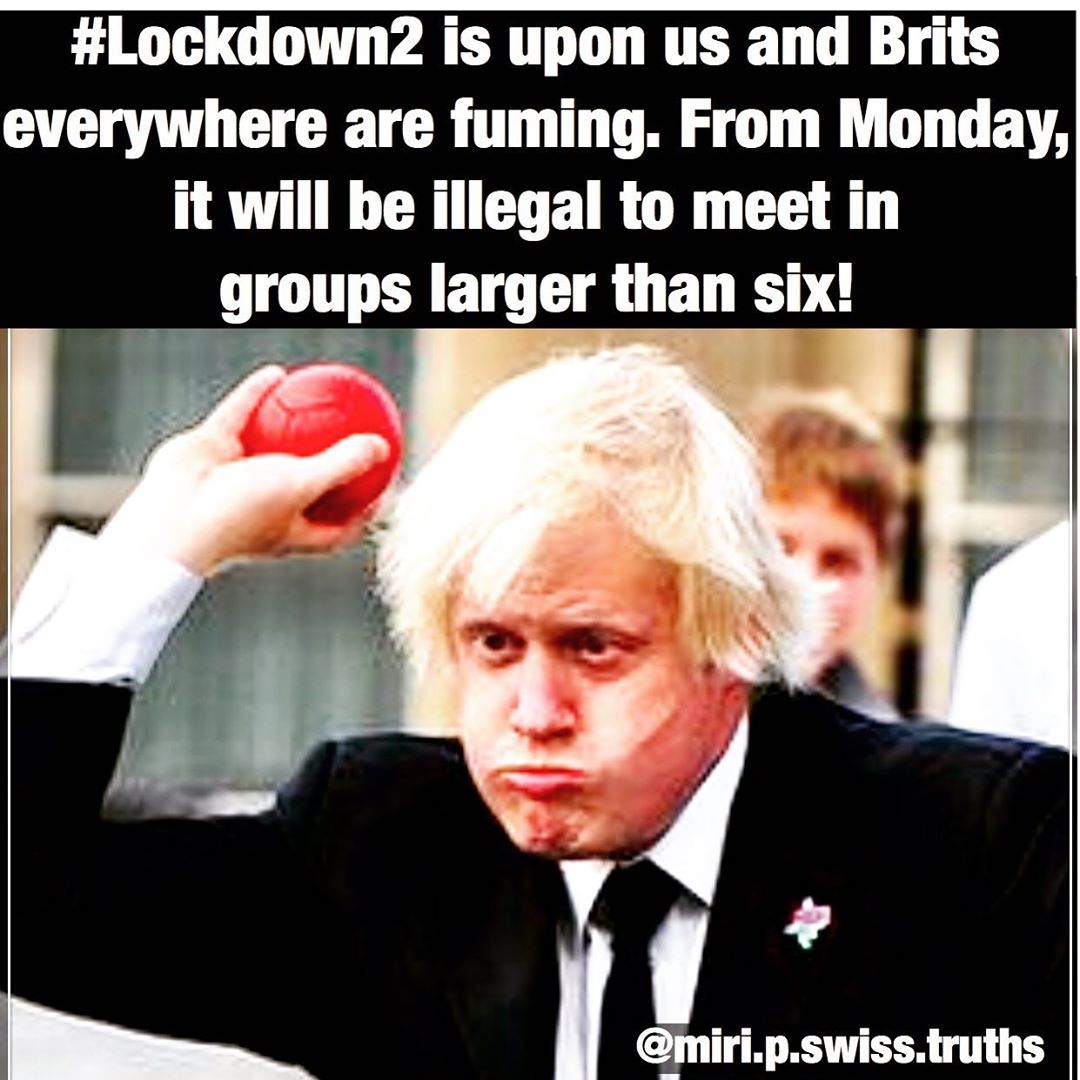 #Lockdown2 is upon us and Brits
everywhere are fuming. From Monday,
it will be illegal to meet in
groups larger than six!
@miri.p.swiss.truths